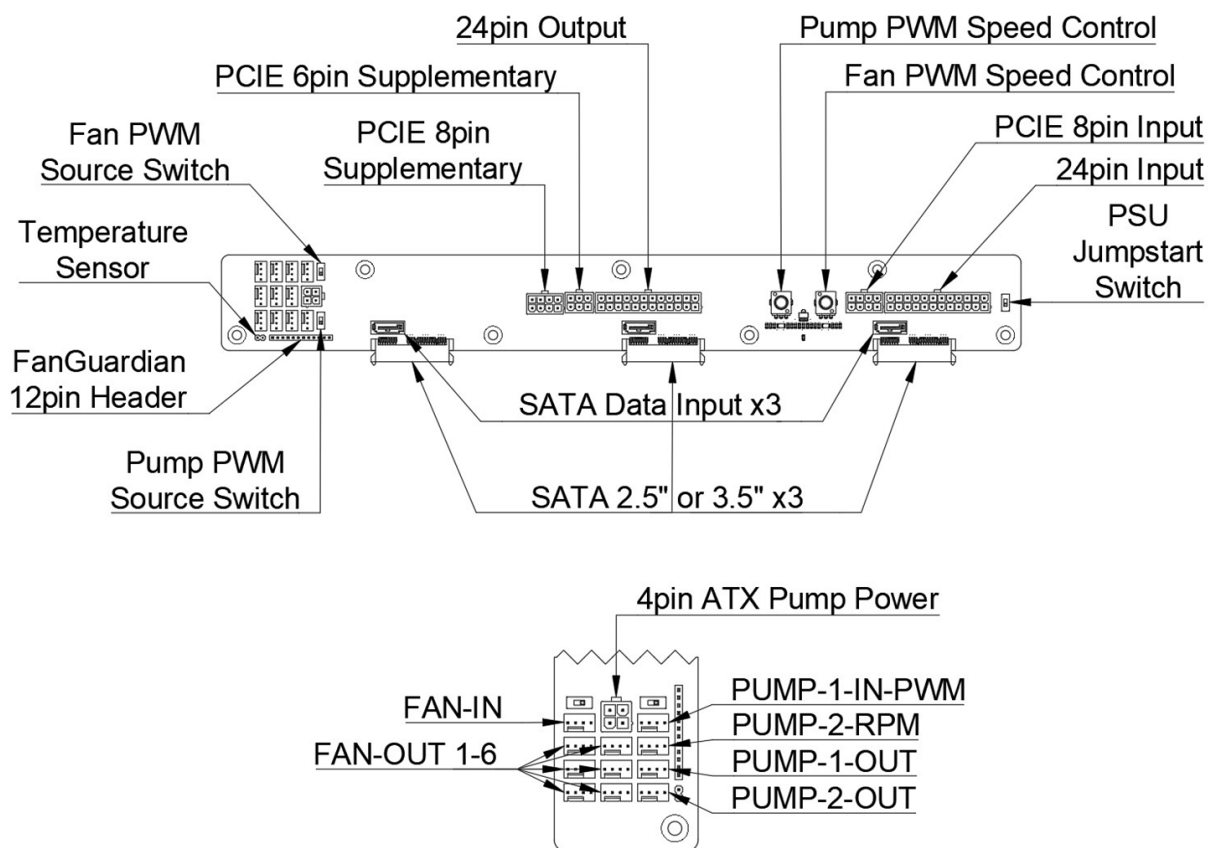 24pin Output
Pump PWM Speed Control
PCIE 6pin Supplementary
Fan PWM Speed Control
Fan PWM
Source Switch
PCIE 8pin
Supplementary
PCIE 8pin Input
24pin Input
Temperature
Sensor
PSU
Jumpstart
Switch
FanGuardian
12pin Header
SATA Data Input x3
Pump PWM
Source Switch
SATA 2.5" or 3.5" x3
4pin ATX Pump Power
FAN-IN
PUMP-1-IN-PWM
PUMP-2-RPM
FAN-OUT 1-6
PUMP-1-OUT
PUMP-2-OUT